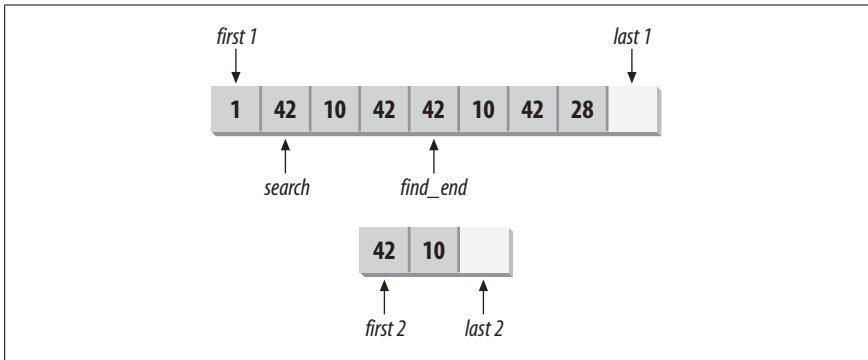 first 1 last 1
1 42 10 42 42 10 42 28
search find_end
42 10
first 2 last 2